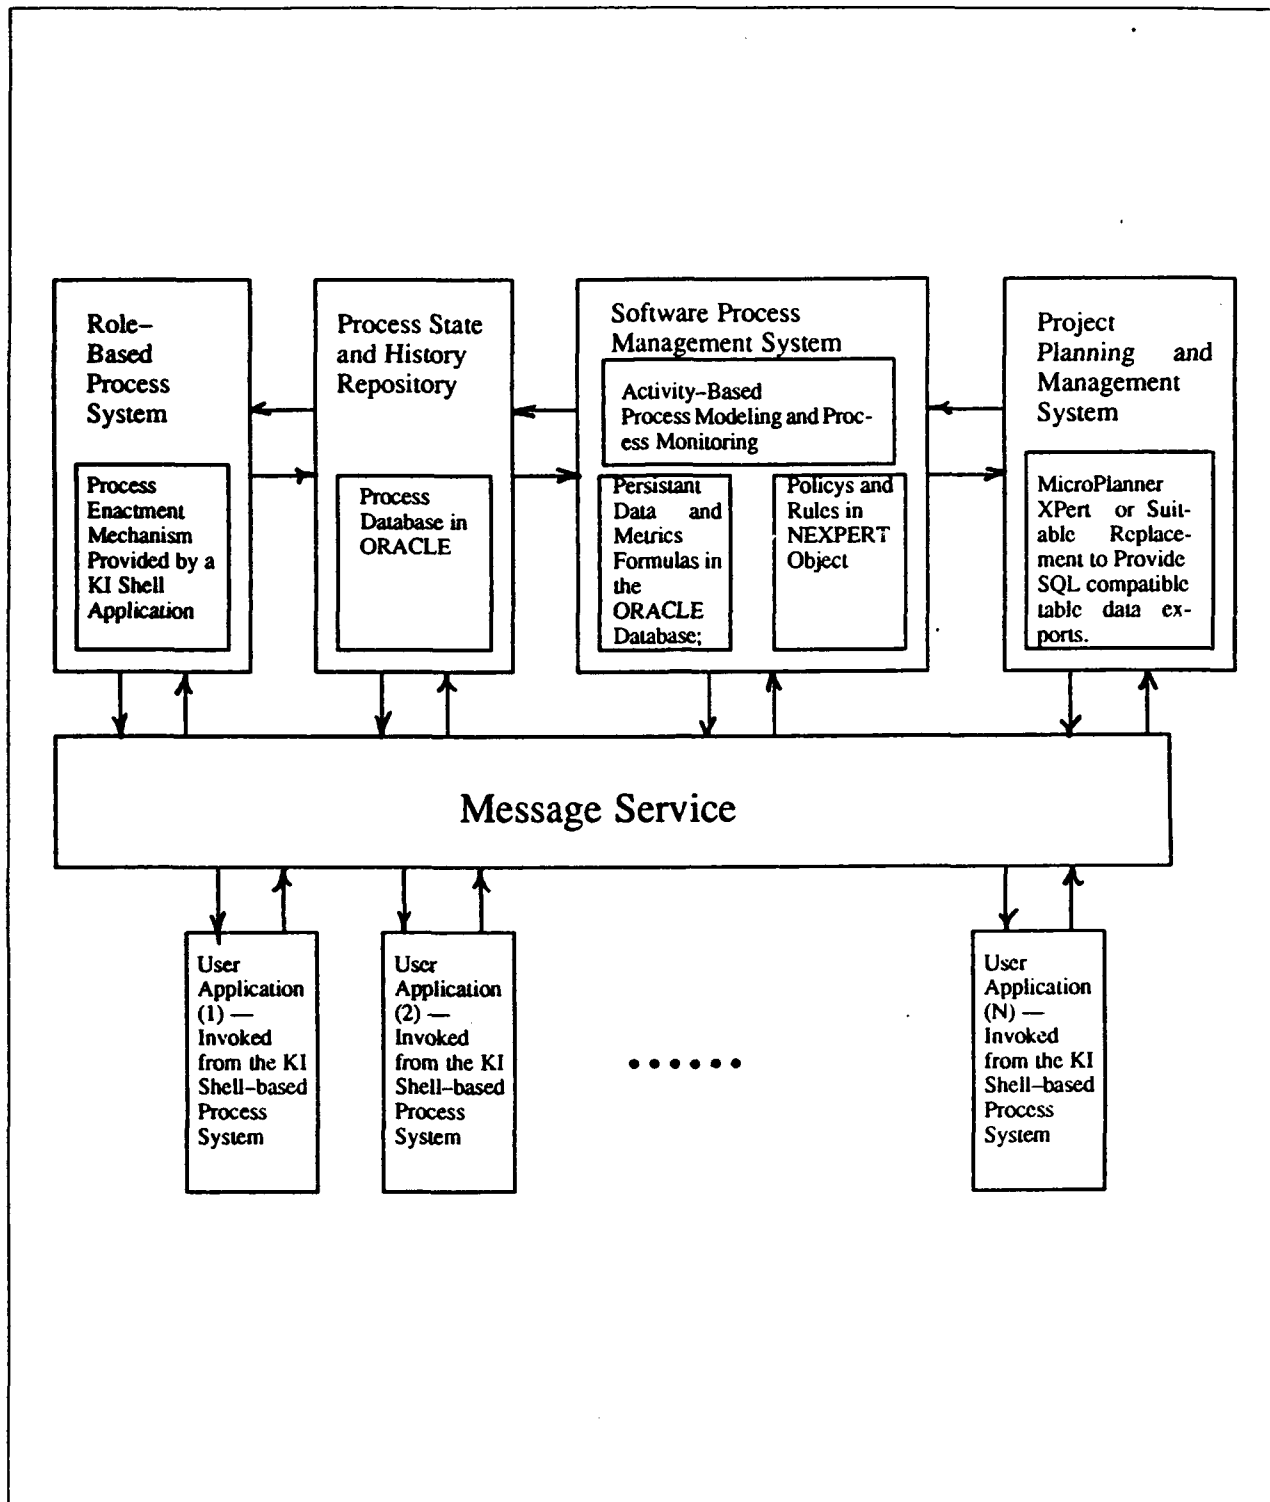 Role–
Based
Process
System
Process
Enactment
Mechanism
Provided by a
KI Shell
Application
Process State
and History
Repository
Process
Database in
ORACLE
Software Process
Management System
Activity–Based
Process Modeling and Proc-
ess Monitoring
Persistant
Data and
Metrics
Formulas in
the
ORACLE
Database;
Policys and
Rules in
NEXPERT
Object
Project
Planning and
Management
System
MicroPlanner
XPert or Suit-
able Replace-
ment to Provide
SQL compatible
table data ex-
ports.
Message Service
User
Application
(1) —
Invoked
from the KI
Shell–based
Process
System
User
Application
(2) —
Invoked
from the KI
Shell–based
Process
System
......
User
Application
(N) —
Invoked
from the KI
Shell–based
Process
System